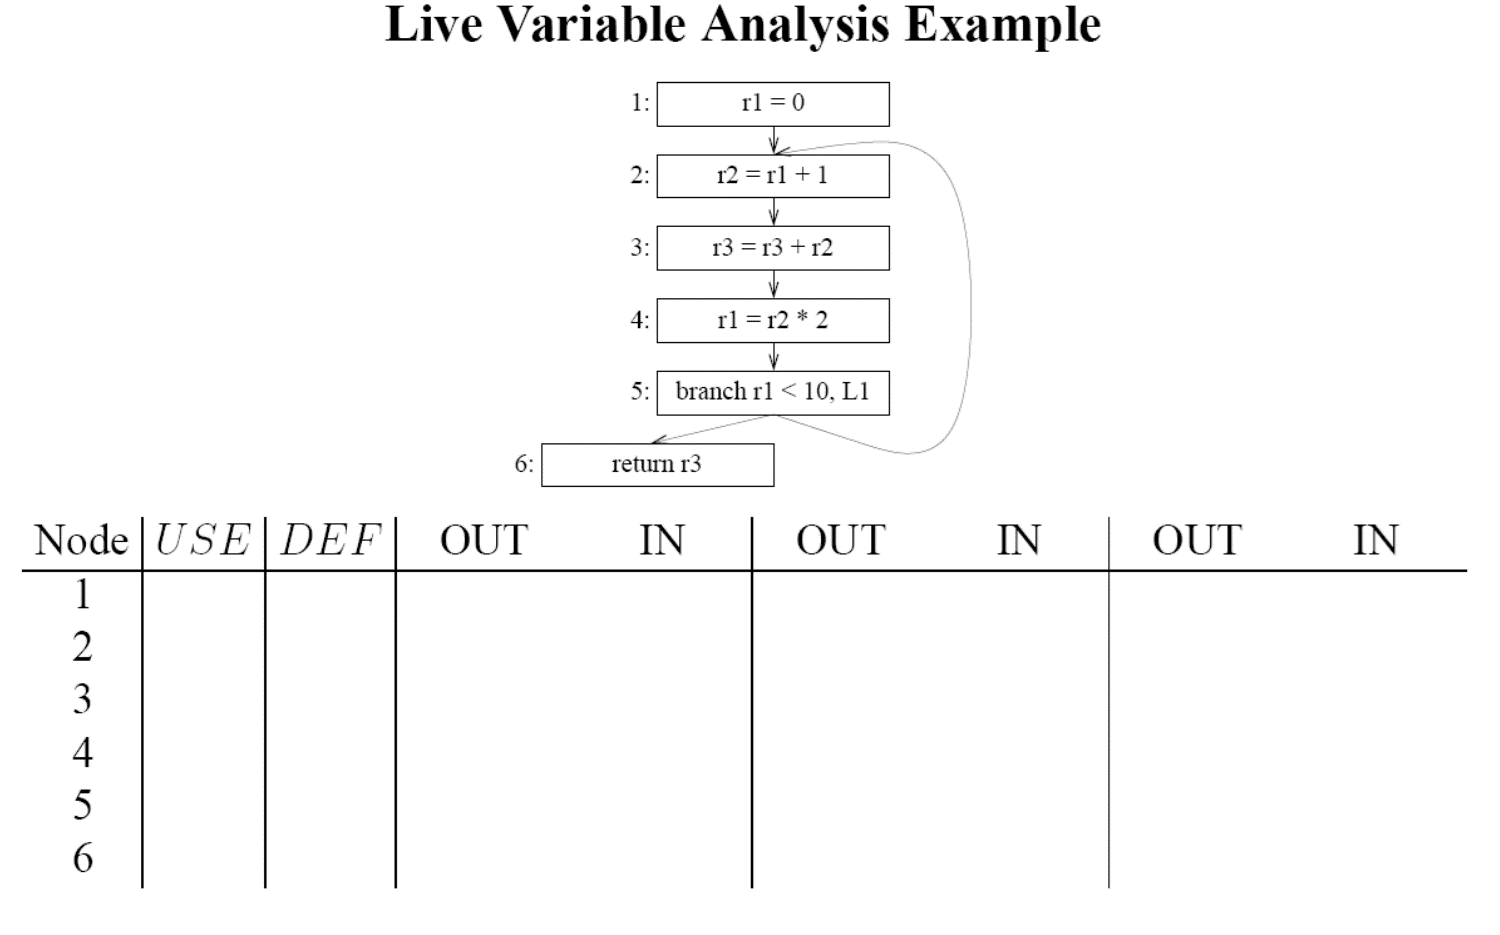 Live Variable Analysis Example
1: r1 = 0
2: r2 = r1 + 1
3: r3 = r3 + r2
4: r1 = r2 * 2
5: branch r1 < 10, L1
6: return r3
Node USE DEF OUT IN OUT IN OUT IN
1
2
3
4
5
6